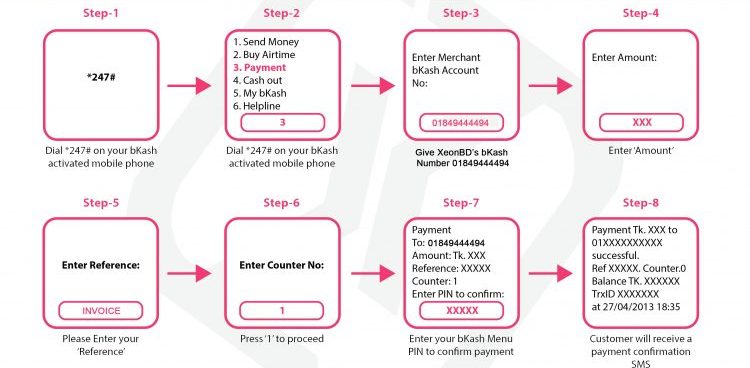 Step-1
*247#
Dial *247# on your bKash
activated mobile phone
Step-2
1. Send Money
2. Buy Airtime
3. Payment
4. Cash out
5. My bKash
6. Helpline
3
Dial *247# on your bKash
activated mobile phone
Step-3
Enter Merchant
bKash Account
No:
01849444494
Give XeonBD's bKash
Number 01849444494
Step-4
Enter Amount:
XXX
Enter 'Amount'
Step-5
Enter Reference:
INVOICE
Please Enter your
'Reference'
Step-6
Enter Counter No:
1
Press '1' to proceed
Step-7
Payment
To: 01849444494
Amount: Tk. XXX
Reference: XXXXX
Counter: 1
Enter PIN to confirm:
XXXXX
Enter your bKash Menu
PIN to confirm payment
Step-8
Payment Tk. XXX to
01XXXXXXXXXX
successful.
Ref XXXXX. Counter.0
Balance TK. XXXXXX
TrxID XXXXXXX
at 27/04/2013 18:35
Customer will receive a
payment confirmation
SMS